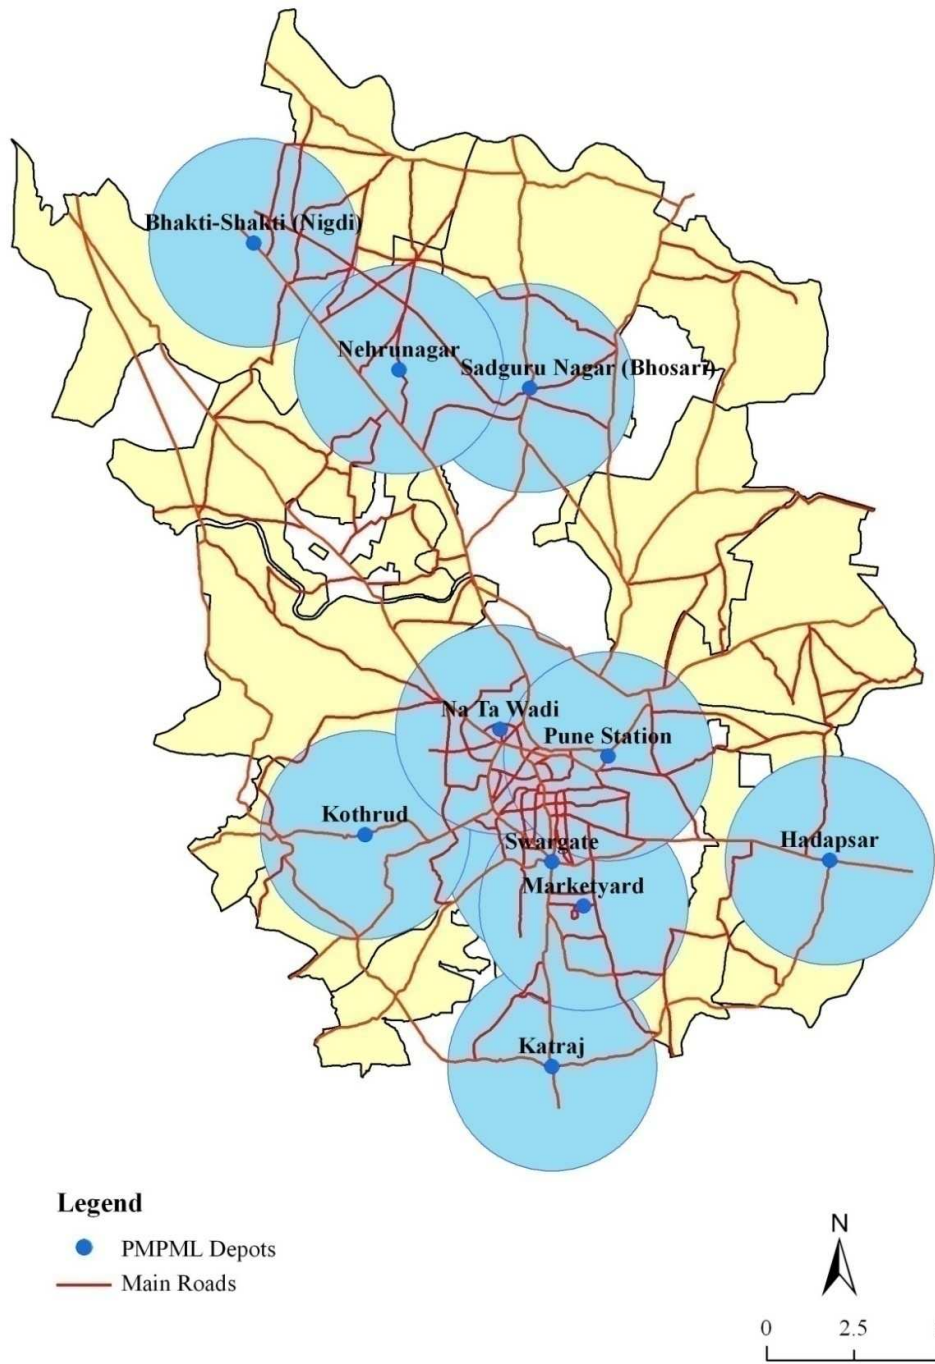 Bhakti-Shakti (Nigdi)
Nehrunagar
Sadguru Nagar (Bhosari)
Na Ta Wadi
Pune Station
Kothrud
Swargate
Hadapsar
Marketyard
Katraj
Legend
PMPML Depots
Main Roads
N
0 2.5